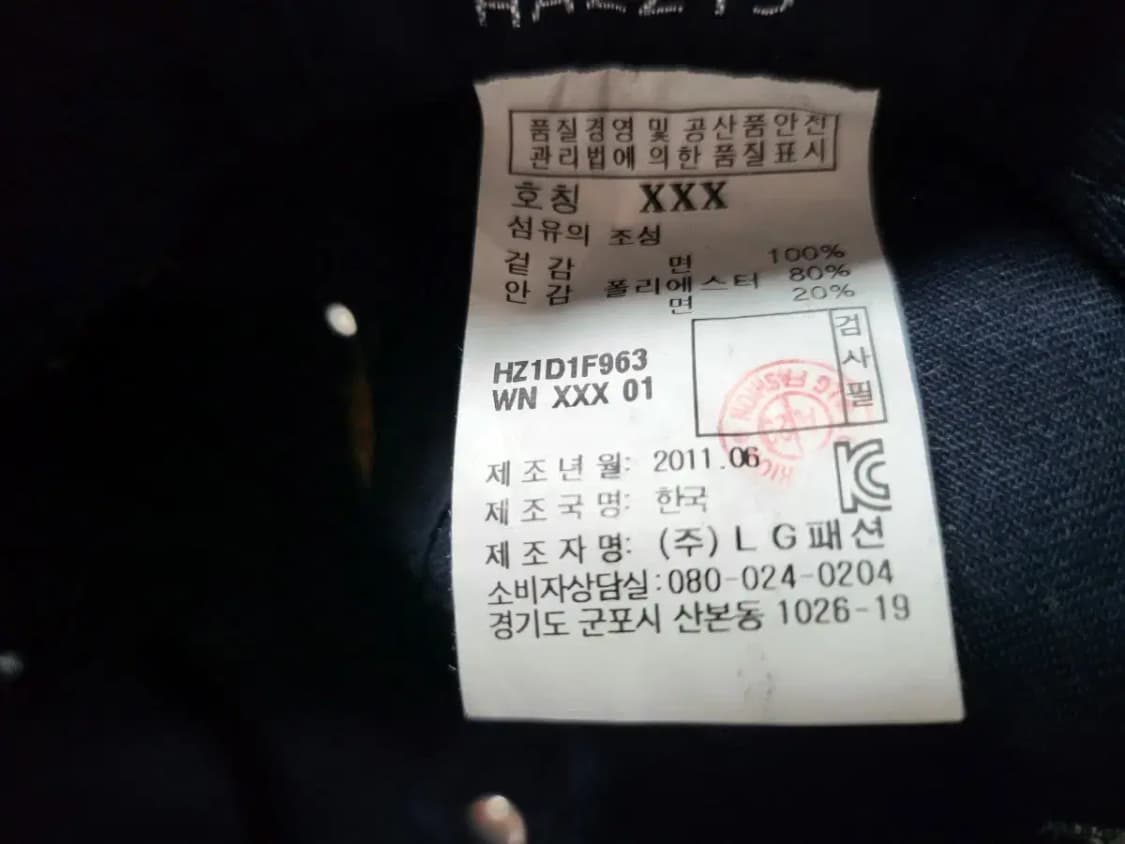 HAZZYS
품질경영 및 공산품안전
관리법에 의한 품질표시
호칭 XXX
섬유의 조성
겉감 면 100%
안감 폴리에스터 80%
면 20%
검사필
HZ1D1F963
WN XXX 01
LG FASHION
제조년월: 2011.06
KC
제조국명: 한국
제조자명: (주)LG패션
소비자상담실:080-024-0204
경기도 군포시 산본동 1026-19